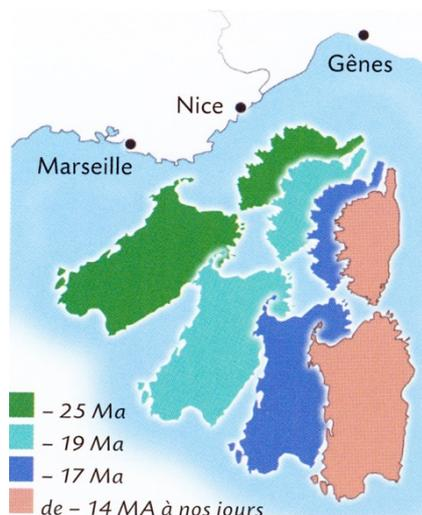 Gênes
Nice
Marseille
– 25 Ma
– 19 Ma
– 17 Ma
de – 14 MA à nos jours